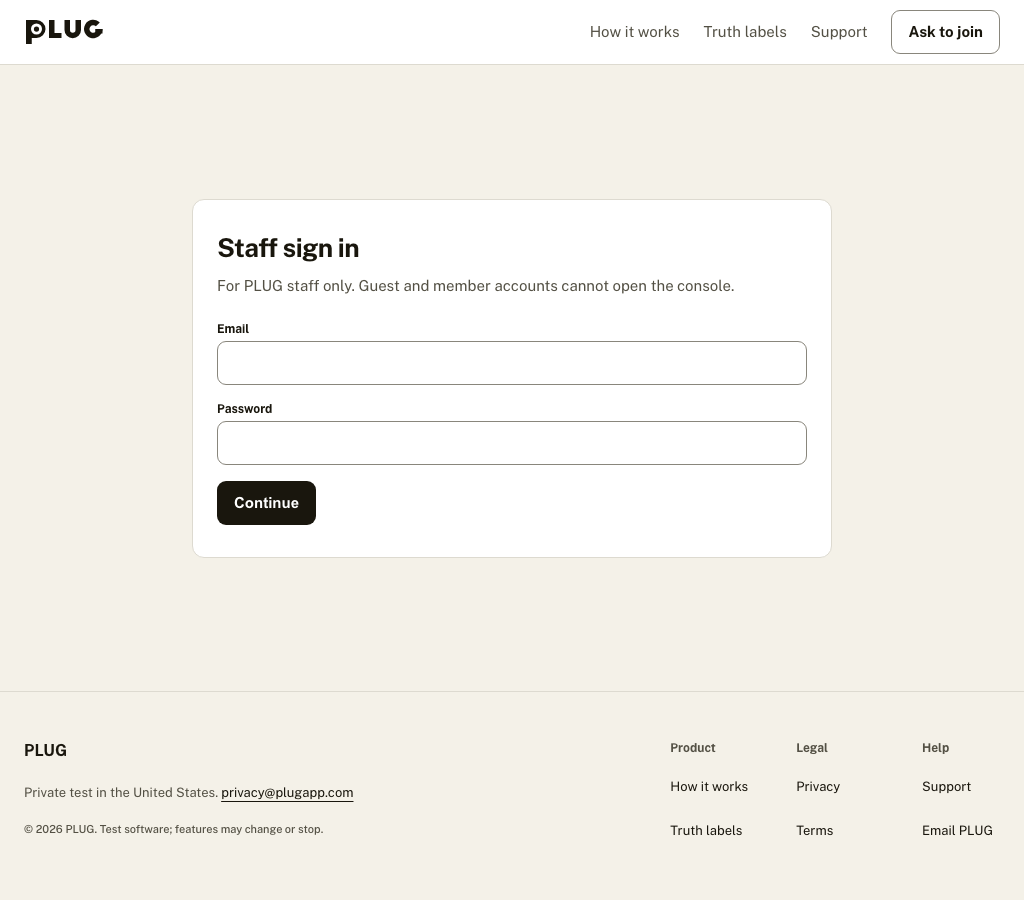 PLUG
How it works
Truth labels
Support
Ask to join
Staff sign in
For PLUG staff only. Guest and member accounts cannot open the console.
Email
Password
Continue
PLUG
Private test in the United States. privacy@plugapp.com
© 2026 PLUG. Test software; features may change or stop.
Product
How it works
Truth labels
Legal
Privacy
Terms
Help
Support
Email PLUG